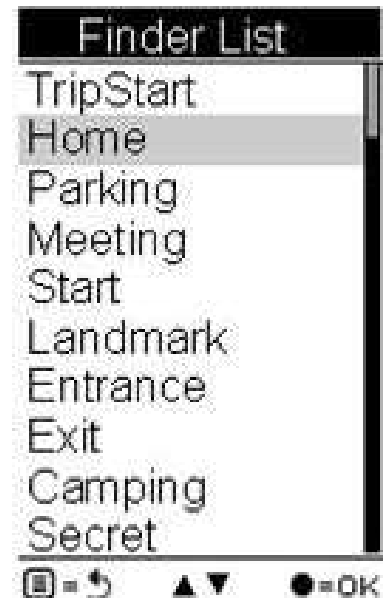 Finder List
TripStart
Home
Parking
Meeting
Start
Landmark
Entrance
Exit
Camping
Secret
= ▲ ▼ ●=OK